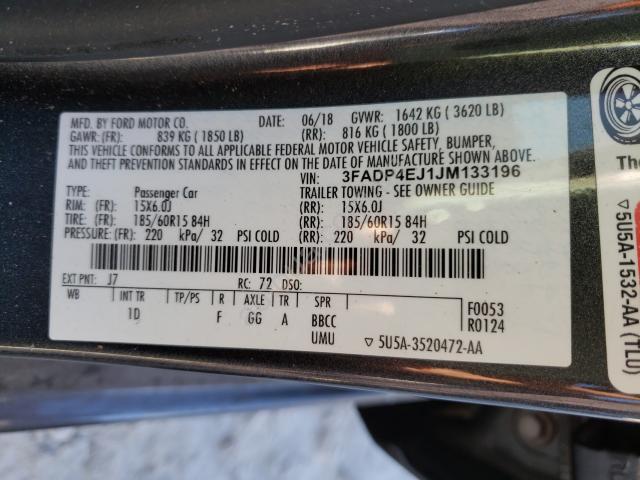 MFD. BY FORD MOTOR CO. DATE: 06/18 GVWR: 1642 KG ( 3620 LB)
GAWR: (FR): 839 KG ( 1850 LB) (RR): 816 KG ( 1800 LB)
THIS VEHICLE CONFORMS TO ALL APPLICABLE FEDERAL MOTOR VEHICLE SAFETY, BUMPER,
AND THEFT PREVENTION STANDARDS IN EFFECT ON THE DATE OF MANUFACTURE SHOWN ABOVE.
VIN: 3FADP4EJ1JM133196
TYPE: Passenger Car TRAILER TOWING - SEE OWNER GUIDE
RIM: (FR) 15X6.0J (RR) 15X6.0J
TIRE: (FR) 185/60R15 84H (RR) 185/60R15 84H
PRESSURE: (FR) 220 kPa/ 32 PSI COLD (RR) 220 kPa/ 32 PSI COLD
EXT PNT: J7 RC: 72 DSO:
WB INT TR TP/PS R AXLE TR SPR
1D F GG A BBCC
UMU
F0053
R0124
5U5A-3520472-AA
5U5A-1532-AA (TLU)